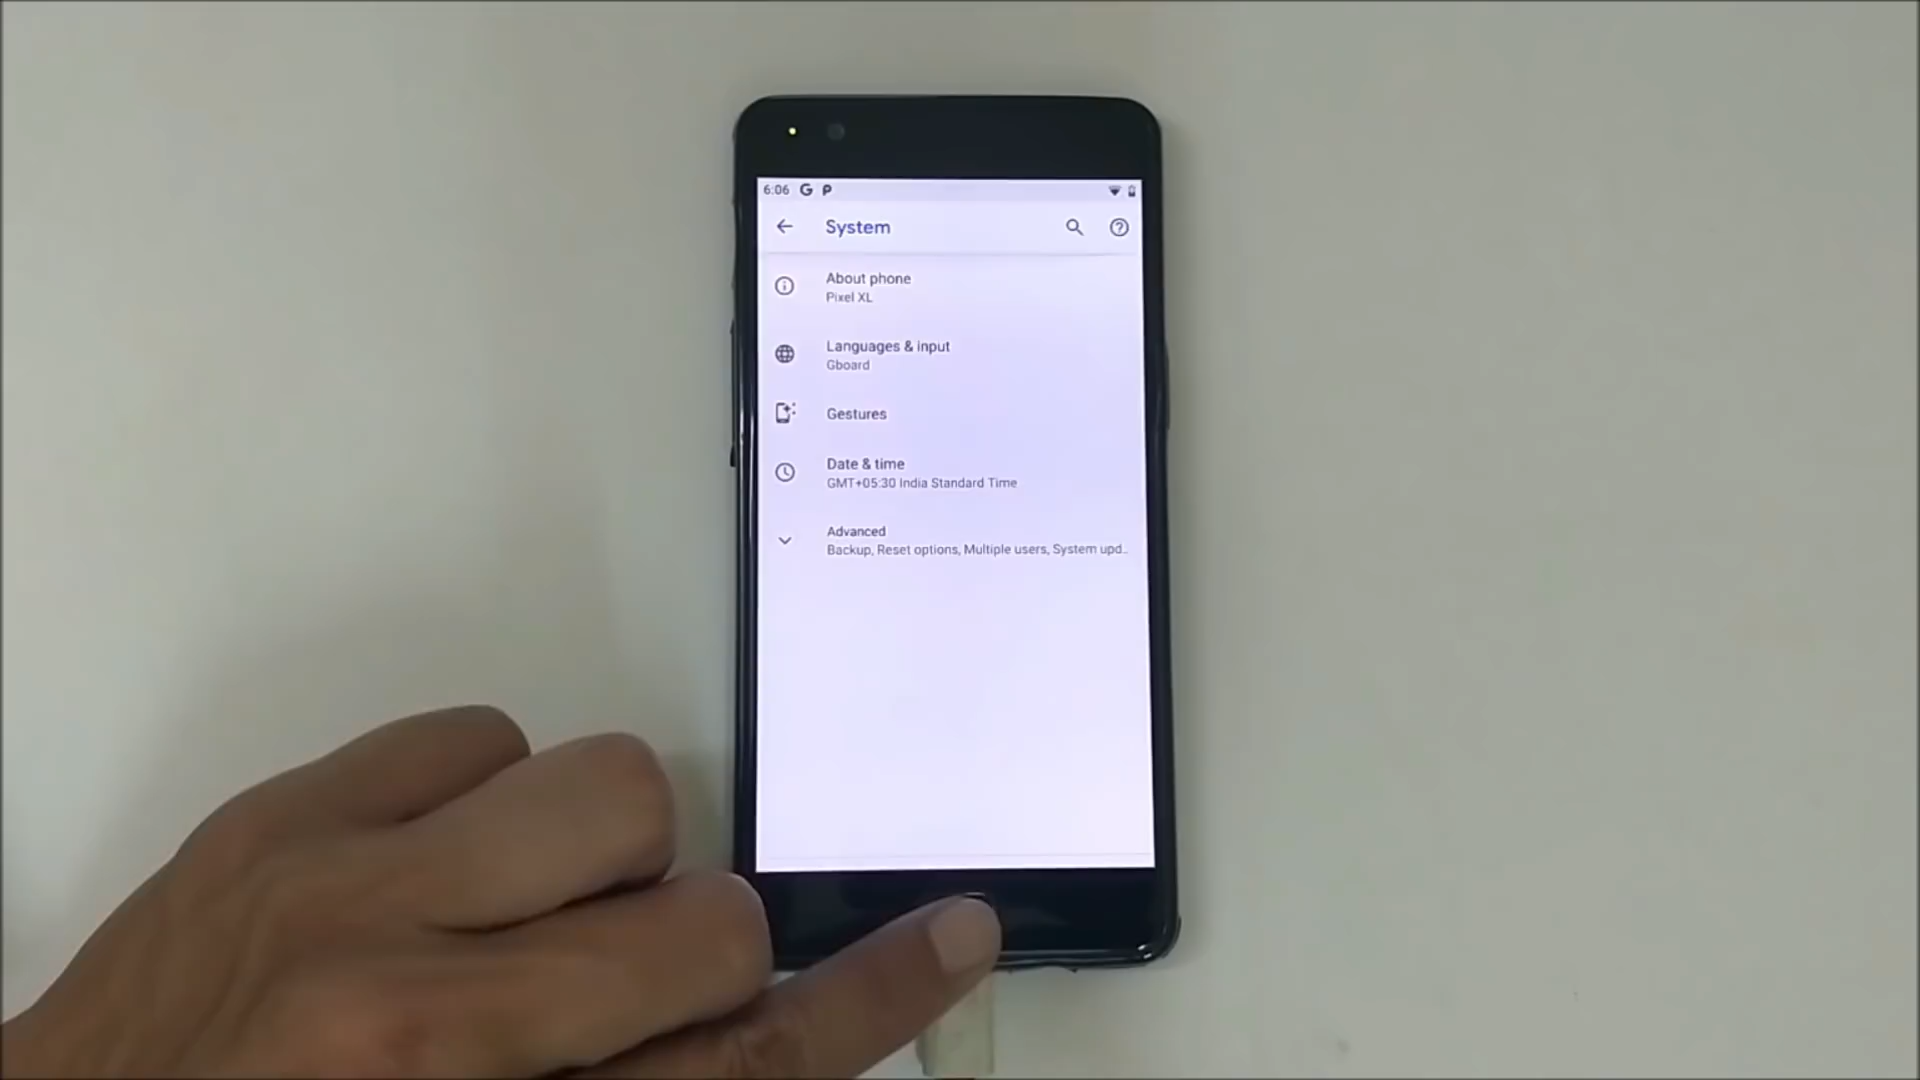 6:06 G P
System
About phone
Pixel XL
Languages & input
Gboard
Gestures
Date & time
GMT+05:30 India Standard Time
Advanced
Backup, Reset options, Multiple users, System upd..